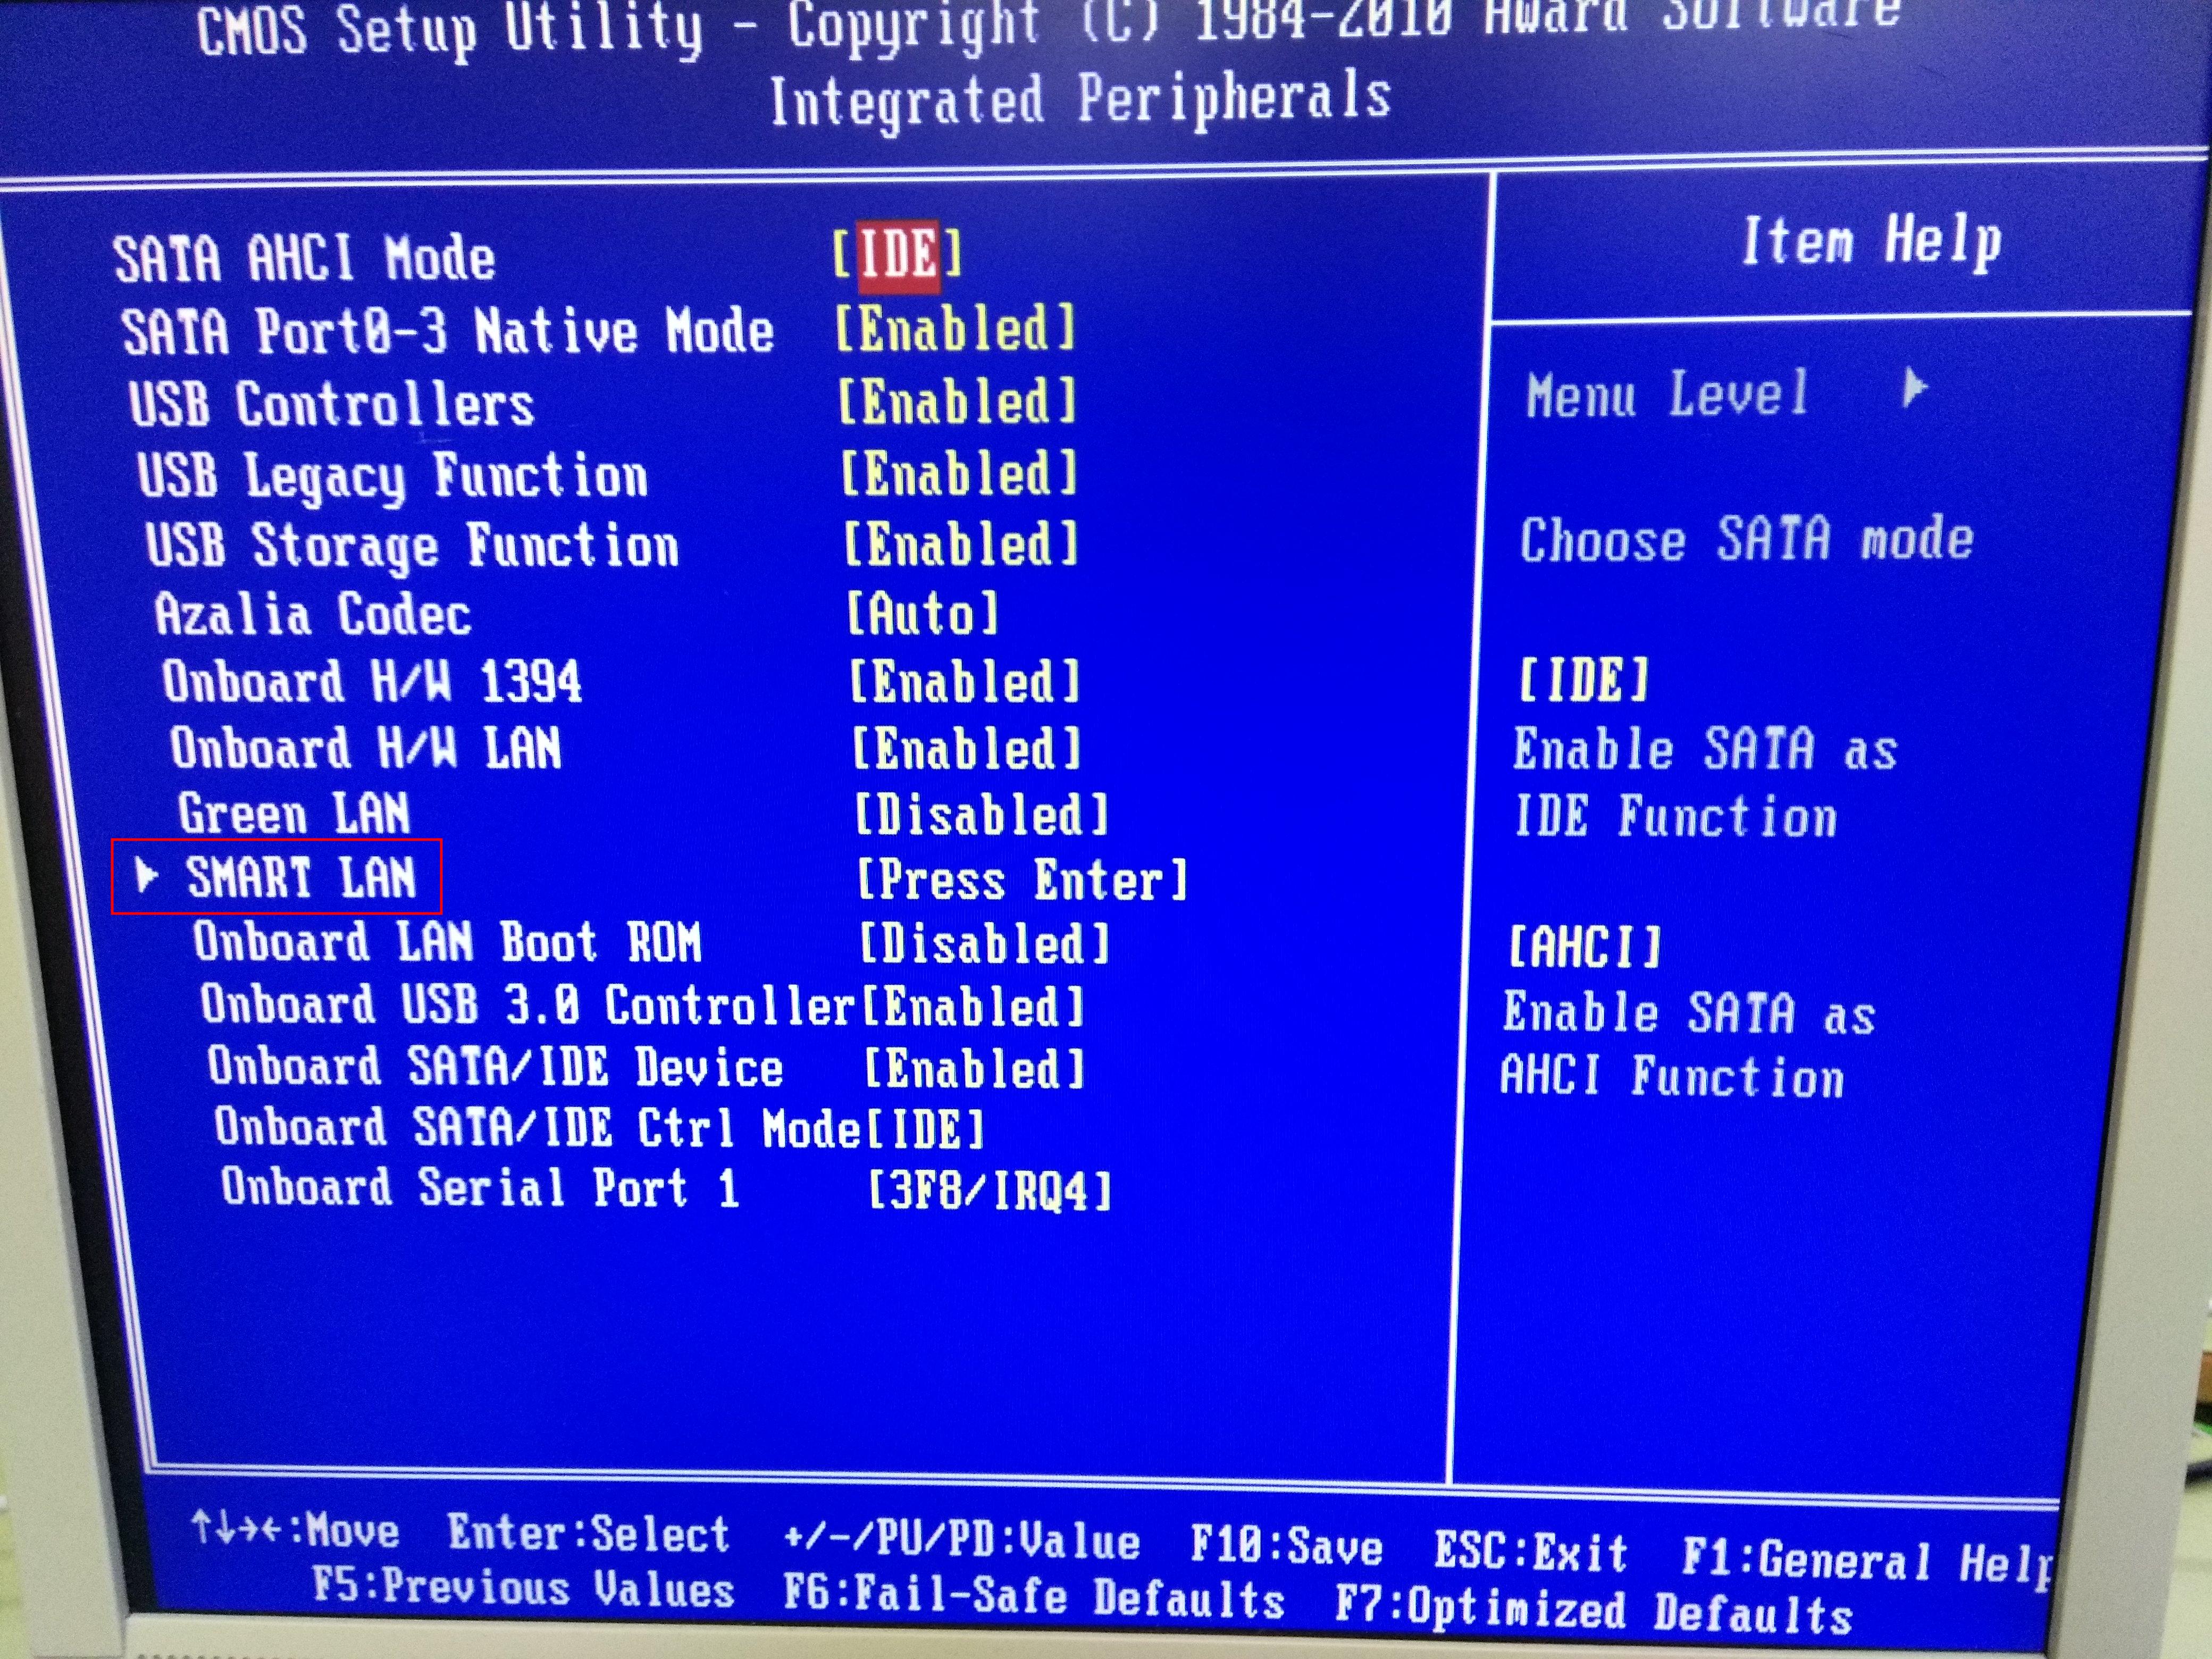 CMOS Setup Utility - Copyright (C) 1984-2010 Award Software
Integrated Peripherals
SATA AHCI Mode [IDE]
SATA Port0-3 Native Mode [Enabled]
USB Controllers [Enabled]
USB Legacy Function [Enabled]
USB Storage Function [Enabled]
Azalia Codec [Auto]
Onboard H/W 1394 [Enabled]
Onboard H/W LAN [Enabled]
Green LAN [Disabled]
▶ SMART LAN [Press Enter]
Onboard LAN Boot ROM [Disabled]
Onboard USB 3.0 Controller[Enabled]
Onboard SATA/IDE Device [Enabled]
Onboard SATA/IDE Ctrl Mode[IDE]
Onboard Serial Port 1 [3F8/IRQ4]
Item Help
Menu Level ▶
Choose SATA mode
[IDE]
Enable SATA as
IDE Function
[AHCI]
Enable SATA as
AHCI Function
↑↓→←:Move Enter:Select +/-/PU/PD:Value F10:Save ESC:Exit F1:General Help
F5:Previous Values F6:Fail-Safe Defaults F7:Optimized Defaults